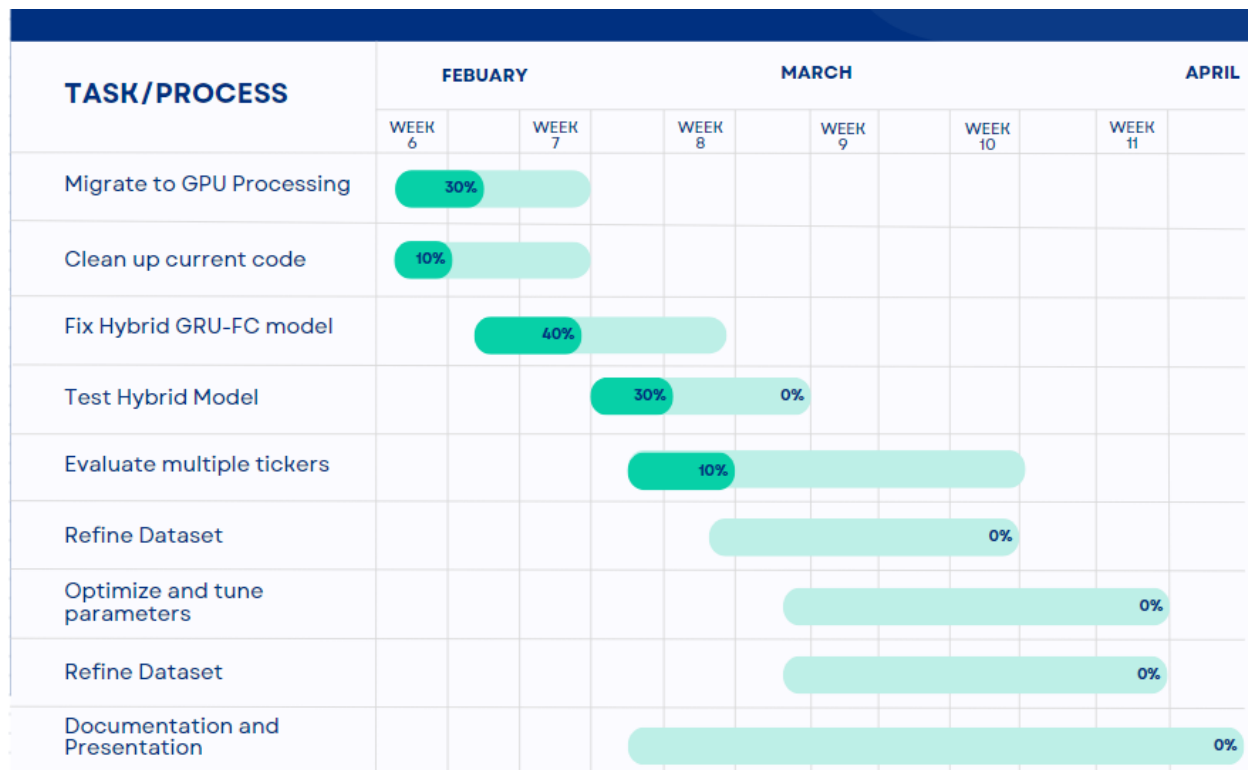 FEBUARY MARCH APRIL
TASK/PROCESS
WEEK 6 WEEK 7 WEEK 8 WEEK 9 WEEK 10 WEEK 11
Migrate to GPU Processing 30%
Clean up current code 10%
Fix Hybrid GRU-FC model 40%
Test Hybrid Model 30% 0%
Evaluate multiple tickers 10%
Refine Dataset 0%
Optimize and tune
parameters 0%
Refine Dataset 0%
Documentation and
Presentation 0%